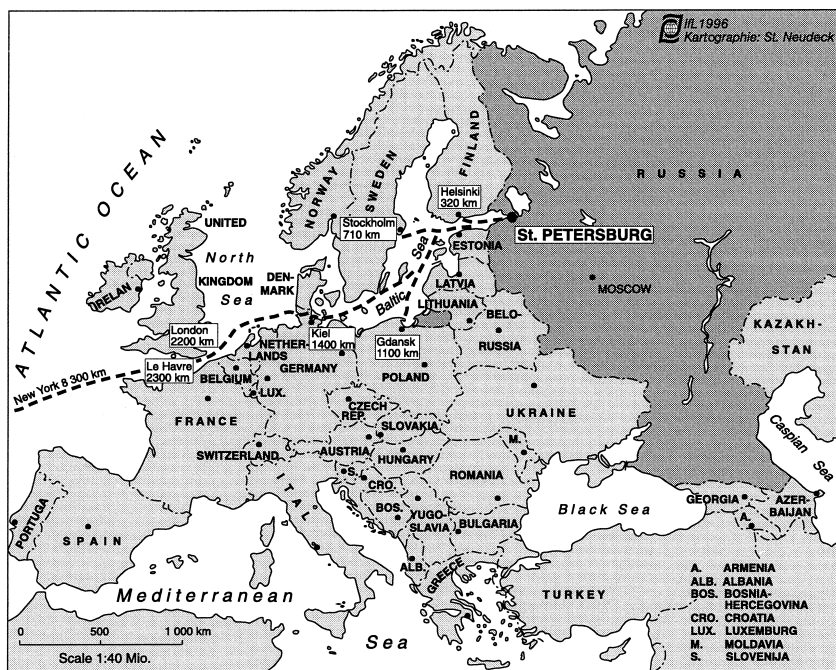 IfL1996
Kartographie: St. Neudeck
ATLANTIC OCEAN
RUSSIA
NORWAY
SWEDEN
FINLAND
Helsinki
320 km
Stockholm
710 km
St. PETERSBURG
UNITED
KINGDOM
North
Sea
IRELAN
DEN-
MARK
Baltic
Sea
ESTONIA
LATVIA
LITHUANIA
BELO-
RUSSIA
MOSCOW
KAZAKH-
STAN
London
2200 km
Kiel
1400 km
Gdansk
1100 km
Le Havre
2300 km
New York 8 300 km
NETHER-
LANDS
BELGIUM
LUX.
GERMANY
POLAND
UKRAINE
FRANCE
CZECH
REP.
SLOVAKIA
SWITZERLAND
AUSTRIA
HUNGARY
M.
ROMANIA
Caspian Sea
ITAL
S.
CRO.
BOS.
YUGO-
SLAVIA
BULGARIA
Black Sea
GEORGIA
AZER-
BAIJAN
A.
PORTUGA
SPAIN
ALB.
GREECE
TURKEY
Mediterranean
Sea
A. ARMENIA
ALB. ALBANIA
BOS. BOSNIA-
HERCEGOVINA
CRO. CROATIA
LUX. LUXEMBURG
M. MOLDAVIA
S. SLOVENIJA
0 500 1 000 km
Scale 1:40 Mio.